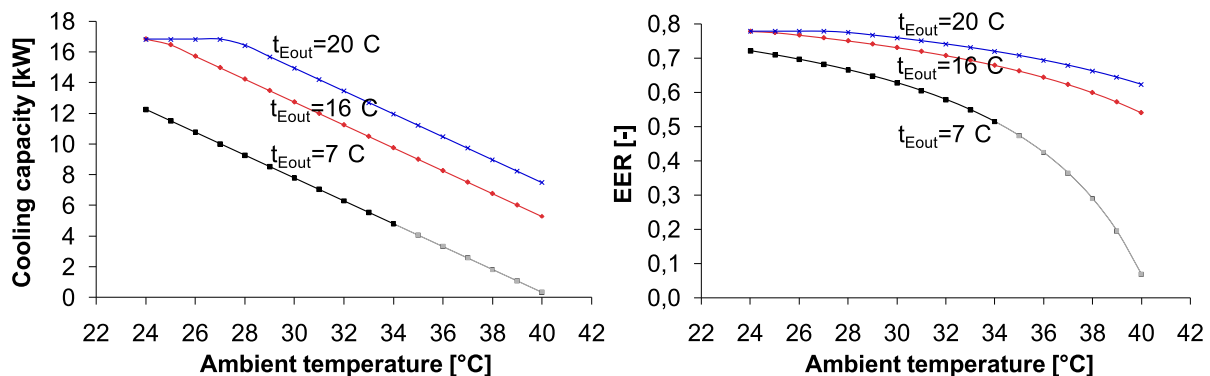 Cooling capacity [kW]
18
16
14
12
10
8
6
4
2
0
t_Eout=20 C
t_Eout=16 C
t_Eout=7 C
22 24 26 28 30 32 34 36 38 40 42
Ambient temperature [°C]
EER [-]
0,8
0,7
0,6
0,5
0,4
0,3
0,2
0,1
0,0
t_Eout=20 C
t_Eout=16 C
t_Eout=7 C
22 24 26 28 30 32 34 36 38 40 42
Ambient temperature [°C]